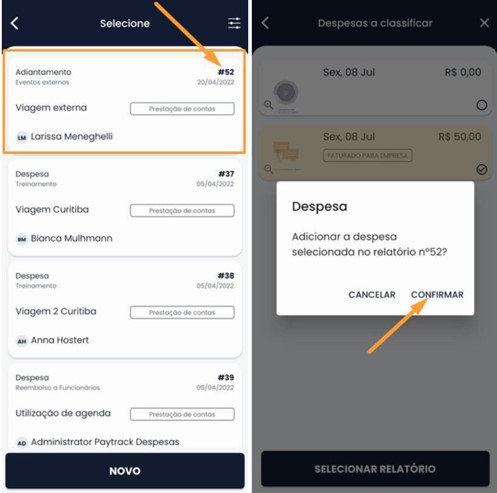 Selecione
Adiantamento #52
Eventos externos 20/04/2022
Viagem externa Prestação de contas
LM Larissa Meneghelli
Despesa #37
Treinamento 05/04/2022
Viagem Curitiba Prestação de contas
BM Bianca Mulhmann
Despesa #38
Treinamento 05/04/2022
Viagem 2 Curitiba Prestação de contas
AH Anna Hostert
Despesa #39
Reembolso a Funcionários 05/04/2022
Utilização de agenda Prestação de contas
AD Administrator Paytrack Despesas
NOVO
Despesas a classificar
Sex, 08 Jul R$ 0,00
Sex, 08 Jul R$ 50,00
FATURADO PARA EMPRESA
Despesa
Adicionar a despesa
selecionada no relatório nº52?
CANCELAR CONFIRMAR
SELECIONAR RELATÓRIO